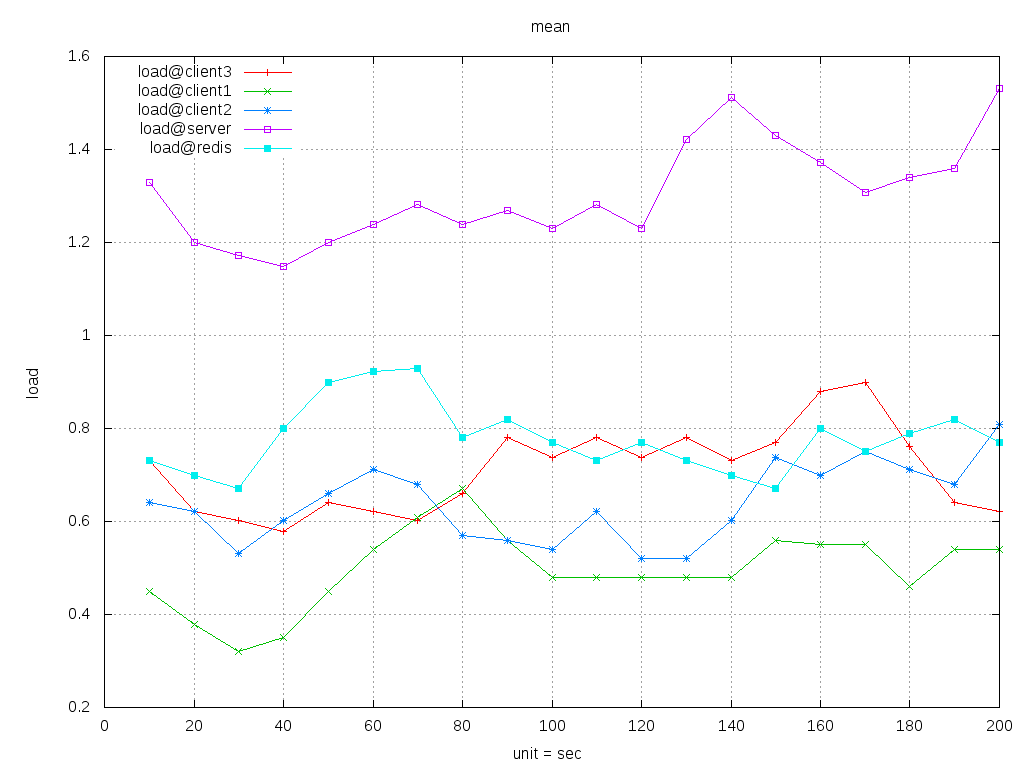 mean
1.6
load@client3
load@client1
load@client2
load@server
load@redis
1.4
1.2
1
load
0.8
0.6
0.4
0.2
0 20 40 60 80 100 120 140 160 180 200
unit = sec